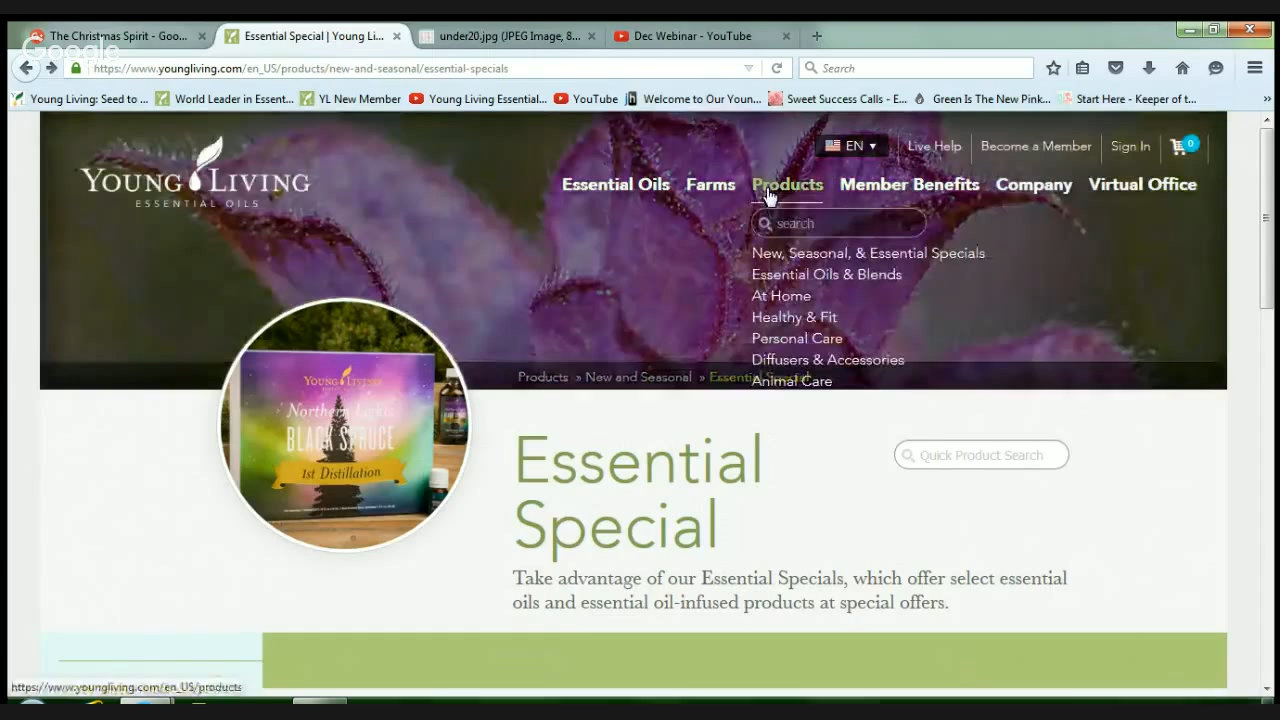 The Christmas Spirit - Goo...
Essential Special | Young Li...
under20.jpg (JPEG Image, 8...
Dec Webinar - YouTube
Google
https://www.youngliving.com/en_US/products/new-and-seasonal/essential-specials
Search
Young Living: Seed to ...
World Leader in Essent...
YL New Member
Young Living Essential...
YouTube
Welcome to Our Youn...
Sweet Success Calls - E...
Green Is The New Pink...
Start Here - Keeper of t...
EN
Live Help
Become a Member
Sign In
0
YOUNG LIVING
ESSENTIAL OILS
Essential Oils
Farms
Products
Member Benefits
Company
Virtual Office
search
New, Seasonal, & Essential Specials
Essential Oils & Blends
At Home
Healthy & Fit
Personal Care
Diffusers & Accessories
Animal Care
Products » New and Seasonal » Essential Special
YOUNG LIVING
Northern Lights
BLACK SPRUCE
1st Distillation
Essential
Special
Quick Product Search
Take advantage of our Essential Specials, which offer select essential
oils and essential oil-infused products at special offers.
https://www.youngliving.com/en_US/products